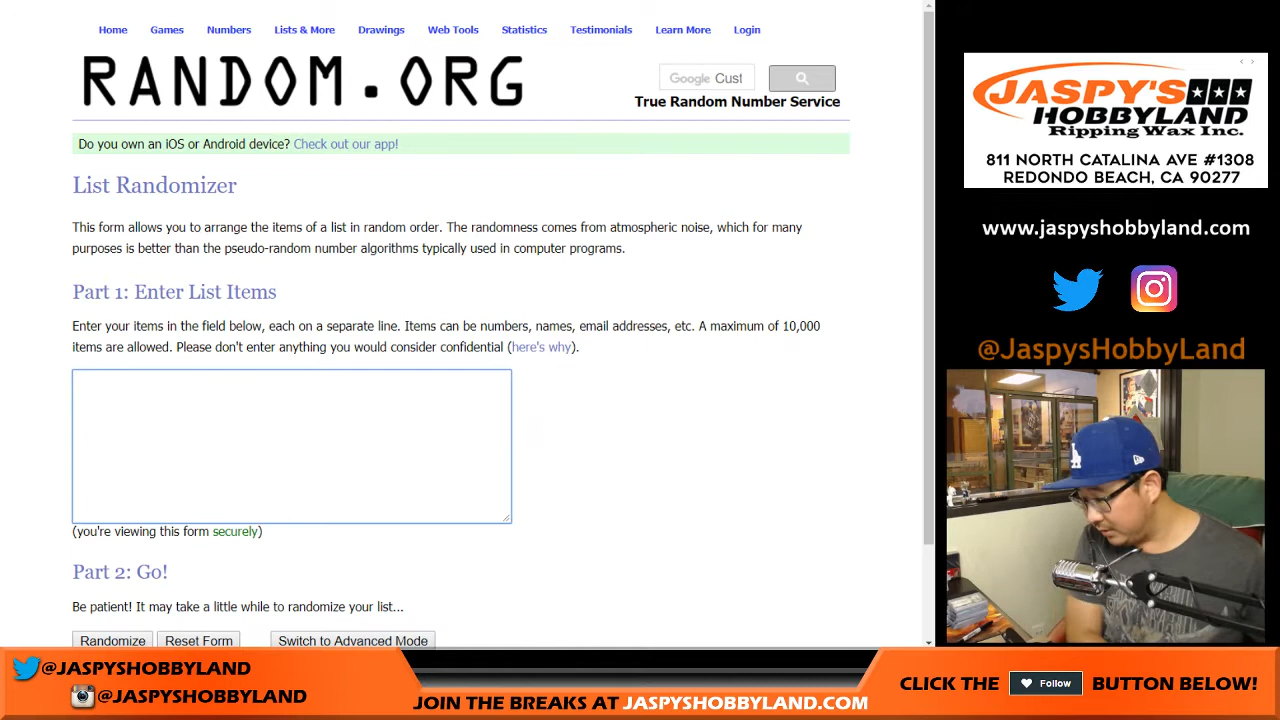 Home Games Numbers Lists & More Drawings Web Tools Statistics Testimonials Learn More Login
RANDOM.ORG
Google Cust
True Random Number Service
Do you own an iOS or Android device? Check out our app!
List Randomizer
This form allows you to arrange the items of a list in random order. The randomness comes from atmospheric noise, which for many
purposes is better than the pseudo-random number algorithms typically used in computer programs.
Part 1: Enter List Items
Enter your items in the field below, each on a separate line. Items can be numbers, names, email addresses, etc. A maximum of 10,000
items are allowed. Please don't enter anything you would consider confidential (here's why).
(you're viewing this form securely)
Part 2: Go!
Be patient! It may take a little while to randomize your list...
Randomize Reset Form Switch to Advanced Mode
JASPY'S
HOBBYLAND
Ripping Wax Inc.
811 NORTH CATALINA AVE #1308
REDONDO BEACH, CA 90277
www.jaspyshobbyland.com
@JaspysHobbyLand
LA
@JASPYSHOBBYLAND
@JASPYSHOBBYLAND
JOIN THE BREAKS AT JASPYSHOBBYLAND.COM
CLICK THE Follow BUTTON BELOW!